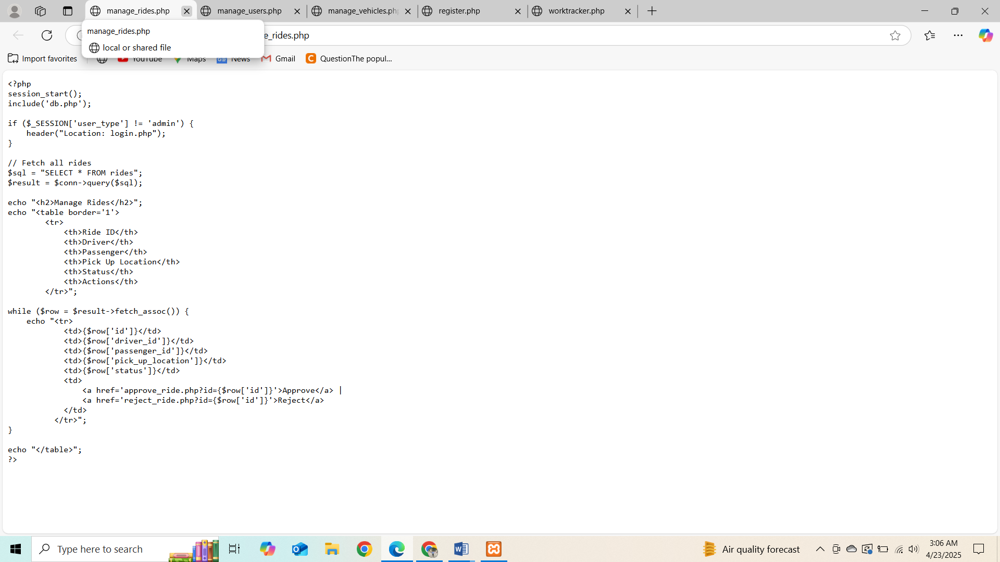 manage_rides.php
manage_users.php
manage_vehicles.ph
register.php
worktracker.php
manage_rides.php
local or shared file
e_rides.php
Import favorites
YouTube
Maps
News
Gmail
QuestionThe popul...
<?php
session_start();
include('db.php');
if ($_SESSION['user_type'] != 'admin') {
    header("Location: login.php");
}
// Fetch all rides
$sql = "SELECT * FROM rides";
$result = $conn->query($sql);
echo "<h2>Manage Rides</h2>";
echo "<table border='1'>
        <tr>
            <th>Ride ID</th>
            <th>Driver</th>
            <th>Passenger</th>
            <th>Pick Up Location</th>
            <th>Status</th>
            <th>Actions</th>
        </tr>";
while ($row = $result->fetch_assoc()) {
    echo "<tr>
            <td>{$row['id']}</td>
            <td>{$row['driver_id']}</td>
            <td>{$row['passenger_id']}</td>
            <td>{$row['pick_up_location']}</td>
            <td>{$row['status']}</td>
            <td>
                <a href='approve_ride.php?id={$row['id']}'>Approve</a> |
                <a href='reject_ride.php?id={$row['id']}'>Reject</a>
            </td>
          </tr>";
}
echo "</table>";
?>
Type here to search
Air quality forecast
3:06 AM
4/23/2025